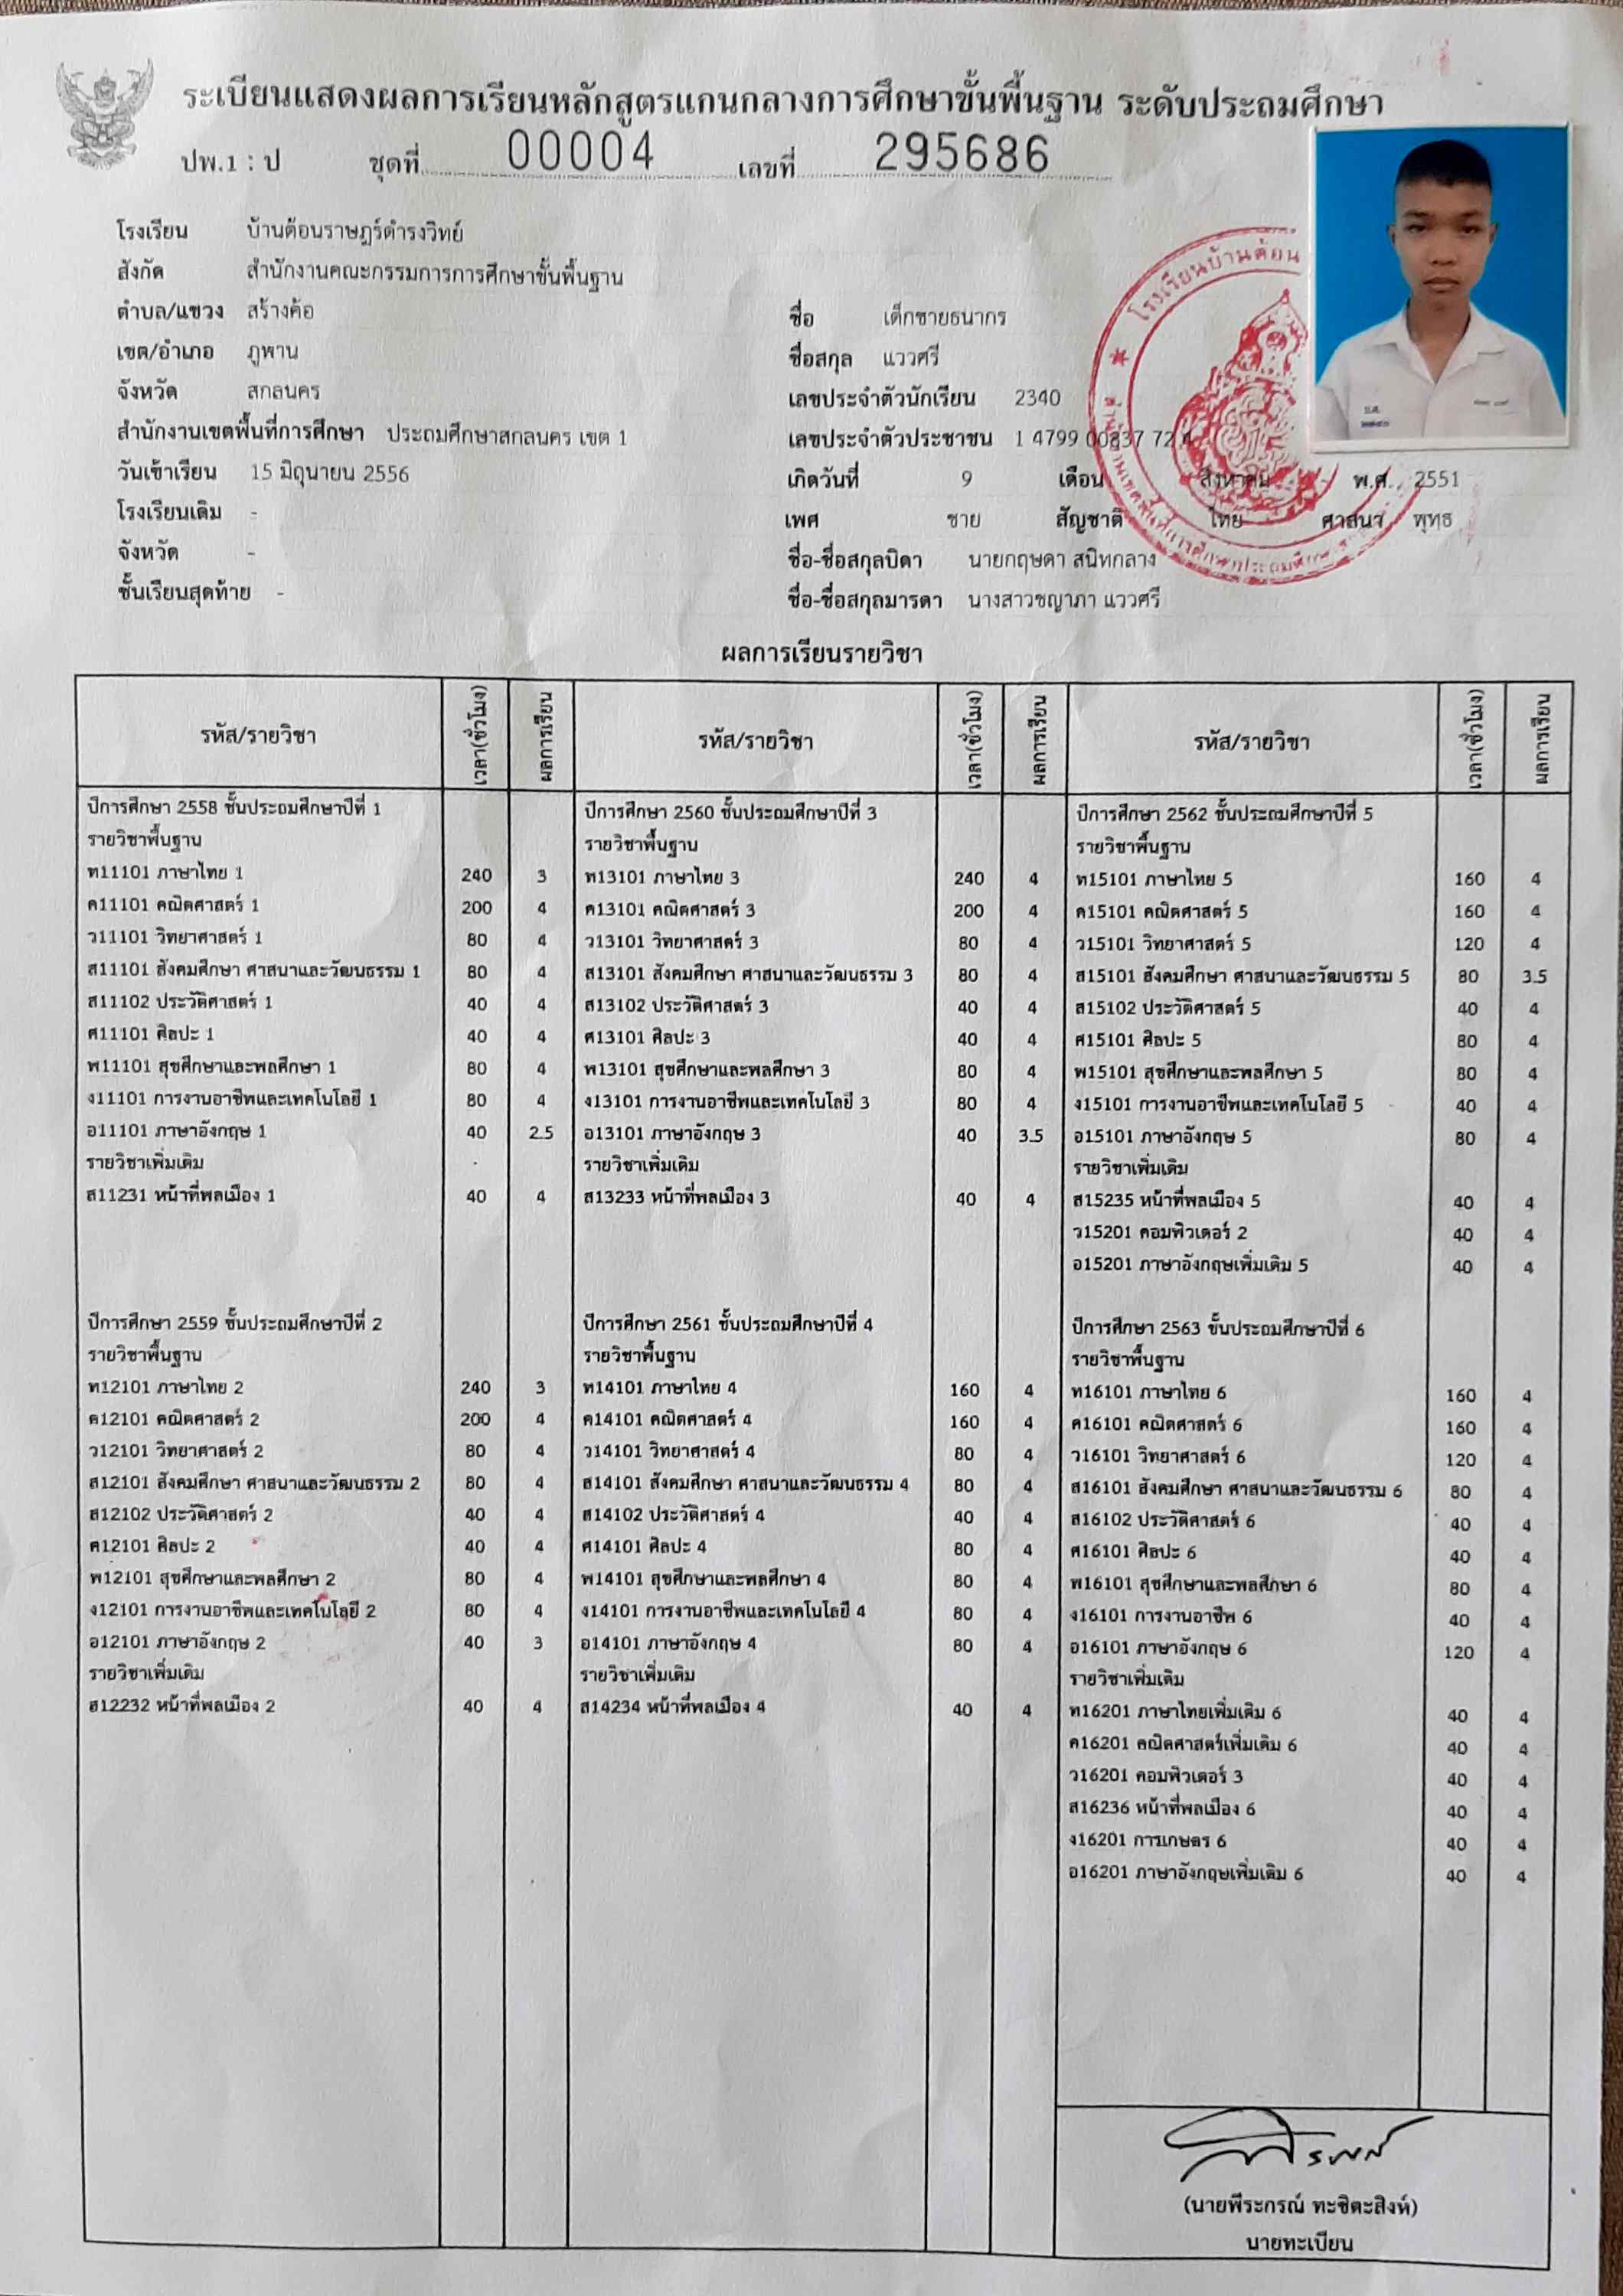 ระเบียนแสดงผลการเรียนหลักสูตรแกนกลางการศึกษาขั้นพื้นฐาน ระดับประถมศึกษา
ปพ.1 : ป ชุดที่ 00004 เลขที่ 295686
โรงเรียน บ้านต้อนราษฎร์ดำรงวิทย์
สังกัด สำนักงานคณะกรรมการการศึกษาขั้นพื้นฐาน
ตำบล/แขวง สร้างค้อ
เขต/อำเภอ ภูพาน
จังหวัด สกลนคร
สำนักงานเขตพื้นที่การศึกษา ประถมศึกษาสกลนคร เขต 1
วันเข้าเรียน 15 มิถุนายน 2556
โรงเรียนเดิม -
จังหวัด -
ชั้นเรียนสุดท้าย -
ชื่อ เด็กชายธนากร
ชื่อสกุล แววศรี
เลขประจำตัวนักเรียน 2340
เลขประจำตัวประชาชน 1 4799 00837 72
เกิดวันที่ 9 เดือน สิงหาคม พ.ศ. 2551
เพศ ชาย สัญชาติ ไทย ศาสนา พุทธ
ชื่อ-ชื่อสกุลบิดา นายกฤษดา สนิทกลาง
ชื่อ-ชื่อสกุลมารดา นางสาวชญาภา แววศรี
โรงเรียนบ้านต้อน
ผลการเรียนรายวิชา
รหัส/รายวิชา เวลา(ชั่วโมง) ผลการเรียน รหัส/รายวิชา เวลา(ชั่วโมง) ผลการเรียน รหัส/รายวิชา เวลา(ชั่วโมง) ผลการเรียน
ปีการศึกษา 2558 ชั้นประถมศึกษาปีที่ 1
รายวิชาพื้นฐาน
ท11101 ภาษาไทย 1 240 3
ค11101 คณิตศาสตร์ 1 200 4
ว11101 วิทยาศาสตร์ 1 80 4
ส11101 สังคมศึกษา ศาสนาและวัฒนธรรม 1 80 4
ส11102 ประวัติศาสตร์ 1 40 4
ศ11101 ศิลปะ 1 40 4
พ11101 สุขศึกษาและพลศึกษา 1 80 4
ง11101 การงานอาชีพและเทคโนโลยี 1 80 4
อ11101 ภาษาอังกฤษ 1 40 2.5
รายวิชาเพิ่มเติม
ส11231 หน้าที่พลเมือง 1 40 4
ปีการศึกษา 2559 ชั้นประถมศึกษาปีที่ 2
รายวิชาพื้นฐาน
ท12101 ภาษาไทย 2 240 3
ค12101 คณิตศาสตร์ 2 200 4
ว12101 วิทยาศาสตร์ 2 80 4
ส12101 สังคมศึกษา ศาสนาและวัฒนธรรม 2 80 4
ส12102 ประวัติศาสตร์ 2 40 4
ศ12101 ศิลปะ 2 40 4
พ12101 สุขศึกษาและพลศึกษา 2 80 4
ง12101 การงานอาชีพและเทคโนโลยี 2 80 4
อ12101 ภาษาอังกฤษ 2 40 3
รายวิชาเพิ่มเติม
ส12232 หน้าที่พลเมือง 2 40 4
ปีการศึกษา 2560 ชั้นประถมศึกษาปีที่ 3
รายวิชาพื้นฐาน
ท13101 ภาษาไทย 3 240 4
ค13101 คณิตศาสตร์ 3 200 4
ว13101 วิทยาศาสตร์ 3 80 4
ส13101 สังคมศึกษา ศาสนาและวัฒนธรรม 3 80 4
ส13102 ประวัติศาสตร์ 3 40 4
ศ13101 ศิลปะ 3 40 4
พ13101 สุขศึกษาและพลศึกษา 3 80 4
ง13101 การงานอาชีพและเทคโนโลยี 3 80 4
อ13101 ภาษาอังกฤษ 3 40 3.5
รายวิชาเพิ่มเติม
ส13233 หน้าที่พลเมือง 3 40 4
ปีการศึกษา 2561 ชั้นประถมศึกษาปีที่ 4
รายวิชาพื้นฐาน
ท14101 ภาษาไทย 4 160 4
ค14101 คณิตศาสตร์ 4 160 4
ว14101 วิทยาศาสตร์ 4 80 4
ส14101 สังคมศึกษา ศาสนาและวัฒนธรรม 4 80 4
ส14102 ประวัติศาสตร์ 4 40 4
ศ14101 ศิลปะ 4 80 4
พ14101 สุขศึกษาและพลศึกษา 4 80 4
ง14101 การงานอาชีพและเทคโนโลยี 4 80 4
อ14101 ภาษาอังกฤษ 4 80 4
รายวิชาเพิ่มเติม
ส14234 หน้าที่พลเมือง 4 40 4
ปีการศึกษา 2562 ชั้นประถมศึกษาปีที่ 5
รายวิชาพื้นฐาน
ท15101 ภาษาไทย 5 160 4
ค15101 คณิตศาสตร์ 5 160 4
ว15101 วิทยาศาสตร์ 5 120 4
ส15101 สังคมศึกษา ศาสนาและวัฒนธรรม 5 80 3.5
ส15102 ประวัติศาสตร์ 5 40 4
ศ15101 ศิลปะ 5 80 4
พ15101 สุขศึกษาและพลศึกษา 5 80 4
ง15101 การงานอาชีพและเทคโนโลยี 5 40 4
อ15101 ภาษาอังกฤษ 5 80 4
รายวิชาเพิ่มเติม
ส15235 หน้าที่พลเมือง 5 40 4
ว15201 คอมพิวเตอร์ 2 40 4
อ15201 ภาษาอังกฤษเพิ่มเติม 5 40 4
ปีการศึกษา 2563 ชั้นประถมศึกษาปีที่ 6
รายวิชาพื้นฐาน
ท16101 ภาษาไทย 6 160 4
ค16101 คณิตศาสตร์ 6 160 4
ว16101 วิทยาศาสตร์ 6 120 4
ส16101 สังคมศึกษา ศาสนาและวัฒนธรรม 6 80 4
ส16102 ประวัติศาสตร์ 6 40 4
ศ16101 ศิลปะ 6 40 4
พ16101 สุขศึกษาและพลศึกษา 6 80 4
ง16101 การงานอาชีพ 6 40 4
อ16101 ภาษาอังกฤษ 6 120 4
รายวิชาเพิ่มเติม
ท16201 ภาษาไทยเพิ่มเติม 6 40 4
ค16201 คณิตศาสตร์เพิ่มเติม 6 40 4
ว16201 คอมพิวเตอร์ 3 40 4
ส16236 หน้าที่พลเมือง 6 40 4
ง16201 การเกษตร 6 40 4
อ16201 ภาษาอังกฤษเพิ่มเติม 6 40 4
(นายพีระกรณ์ ทะชิตะสิงห์)
นายทะเบียน